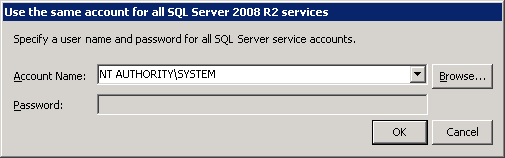 Use the same account for all SQL Server 2008 R2 services
Specify a user name and password for all SQL Server service accounts.
Account Name: NT AUTHORITY\SYSTEM Browse...
Password:
OK Cancel